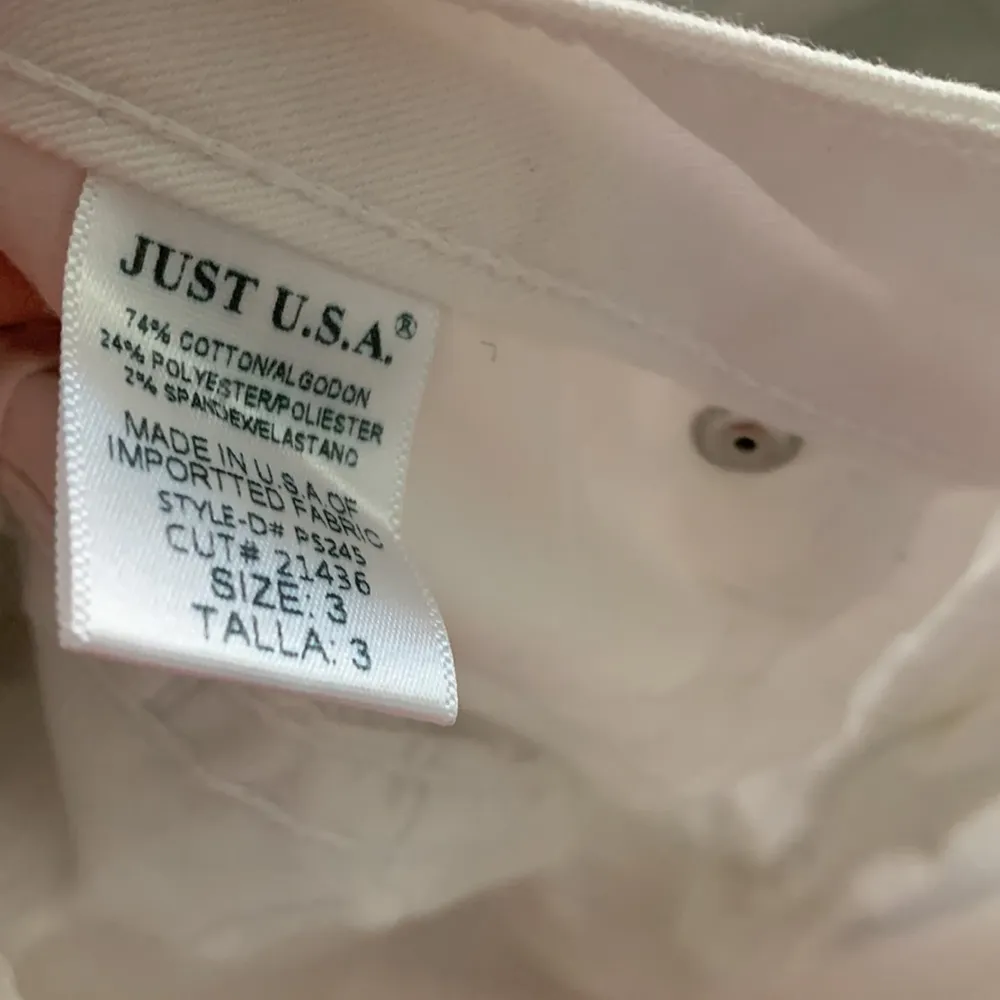 JUST U.S.A.®
74% COTTON/ALGODON
24% POLYESTER/POLIESTER
2% SPANDEX/ELASTANO
MADE IN U.S.A. OF
IMPORTTED FABRIC
STYLE-D# PS245
CUT# 21436
SIZE: 3
TALLA: 3